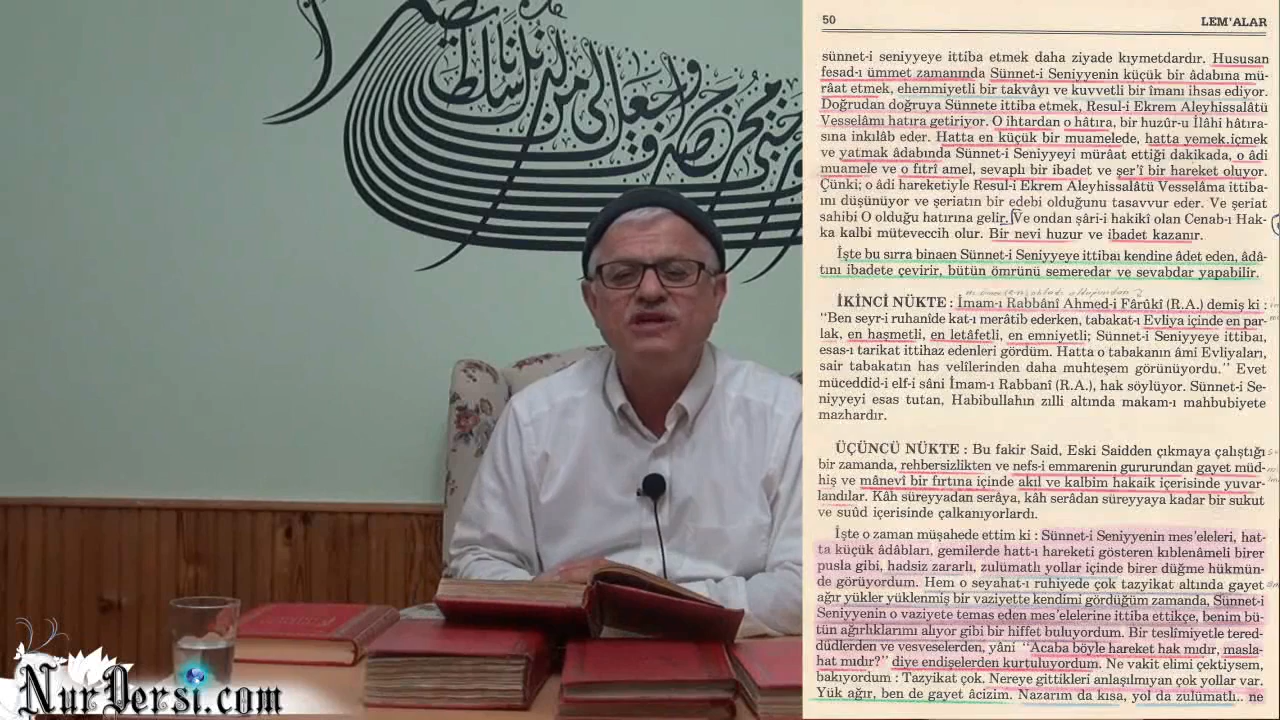 50 LEM'ALAR
sünnet-i seniyyeye ittiba etmek daha ziyade kıymetdardır. Hususan
fesad-ı ümmet zamanında Sünnet-i Seniyyenin küçük bir âdabına mü-
râat etmek, ehemmiyetli bir takvâyı ve kuvvetli bir îmanı ihsas ediyor.
Doğrudan doğruya Sünnete ittiba etmek, Resul-i Ekrem Aleyhissalâtü
Vesselâmı hatıra getiriyor. O ihtardan o hâtıra, bir huzûr-u İlâhi hâtıra-
sına inkılâb eder. Hatta en küçük bir muamelede, hatta yemek,içmek
ve yatmak âdabında Sünnet-i Seniyyeyi mürâat ettiği dakikada, o âdi
muamele ve o fıtrî amel, sevaplı bir ibadet ve şer'î bir hareket oluyor.
Çünki; o âdi hareketiyle Resul-i Ekrem Aleyhissalâtü Vesselâma ittiba-
ını düşünüyor ve şeriatın bir edebi olduğunu tasavvur eder. Ve şeriat
sahibi O olduğu hatırına gelir. Ve ondan şâri-i hakiki olan Cenab-ı Hak-
ka kalbi müteveccih olur. Bir nevi huzur ve ibadet kazanır.
İşte bu sırra binaen Sünnet-i Seniyyeye ittibaı kendine âdet eden, âdâ-
tını ibadete çevirir, bütün ömrünü semeredar ve sevabdar yapabilir.
İKİNCİ NÜKTE : İmam-ı Rabbânî Ahmed-i Fârûkî (R.A.) demiş ki :
"Ben seyr-i ruhanîde kat-ı merâtib ederken, tabakat-ı Evliya içinde en par-
lak, en haşmetli, en letâfetli, en emniyetli; Sünnet-i Seniyyeye ittibaı,
esas-ı tarikat ittihaz edenleri gördüm. Hatta o tabakanın âmî Evliyaları,
sair tabakatın has velîlerinden daha muhteşem görünüyordu." Evet
müceddid-i elf-i sâni İmam-ı Rabbanî (R.A.), hak söylüyor. Sünnet-i Se-
niyyeyi esas tutan, Habibullahın zılli altında makam-ı mahbubiyete
mazhardır.
ÜÇÜNCÜ NÜKTE : Bu fakir Said, Eski Saidden çıkmaya çalıştığı
bir zamanda, rehbersizlikten ve nefs-i emmarenin gururundan gayet müd-
hiş ve mânevî bir fırtına içinde akıl ve kalbim hakaik içerisinde yuvar-
landılar. Kâh süreyyadan serâya, kâh serâdan süreyyaya kadar bir sukut
ve suûd içerisinde çalkanıyorlardı.
İşte o zaman müşahede ettim ki : Sünnet-i Seniyyenin mes'eleleri, hat-
ta küçük âdâbları, gemilerde hatt-ı hareketi gösteren kıblenâmeli birer
pusla gibi, hadsiz zararlı, zulümatlı yollar içinde birer düğme hükmün-
de görüyordum. Hem o seyahat-ı ruhiyede çok tazyikat altında gayet
ağır yükler yüklenmiş bir vaziyette kendimi gördüğüm zamanda, Sünnet-i
Seniyyenin o vaziyete temas eden mes'elelerine ittiba ettikçe, benim bü-
tün ağırlıklarımı alıyor gibi bir hiffet buluyordum. Bir teslîmiyetle tered-
düdlerden ve vesveselerden, yâni "Acaba böyle hareket hak mıdır, masla-
hat mıdır?" diye endişelerden kurtuluyordum. Ne vakit elimi çektiysem,
bakıyordum : Tazyikat çok. Nereye gittikleri anlaşılmıyan çok yollar var.
Yük ağır, ben de gayet âcizim. Nazarım da kısa, yol da zulümatlı.. ne
NurDersi.com